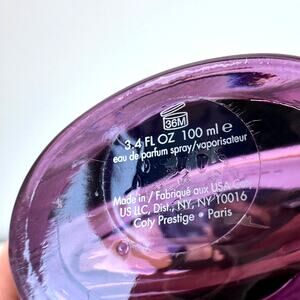 36M
3.4 FL OZ 100 ml e
eau de parfum spray/vaporisateur
Made in / Fabriqué aux USA
US LLC, Dist., NY, NY 10016
Coty Prestige • Paris